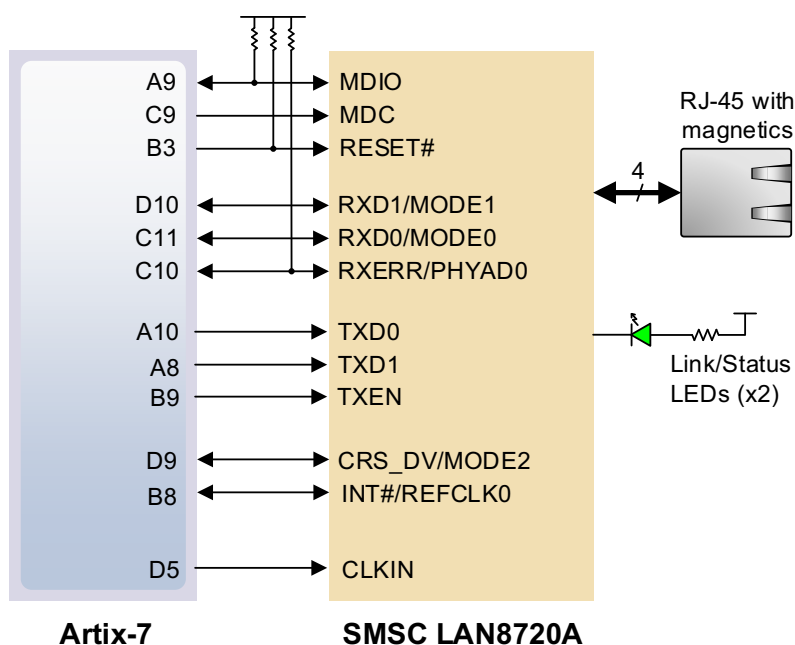 A9 MDIO
C9 MDC
B3 RESET#
D10 RXD1/MODE1
C11 RXD0/MODE0
C10 RXERR/PHYAD0
A10 TXD0
A8 TXD1
B9 TXEN
D9 CRS_DV/MODE2
B8 INT#/REFCLK0
D5 CLKIN
RJ-45 with
magnetics
4
Link/Status
LEDs (x2)
Artix-7
SMSC LAN8720A